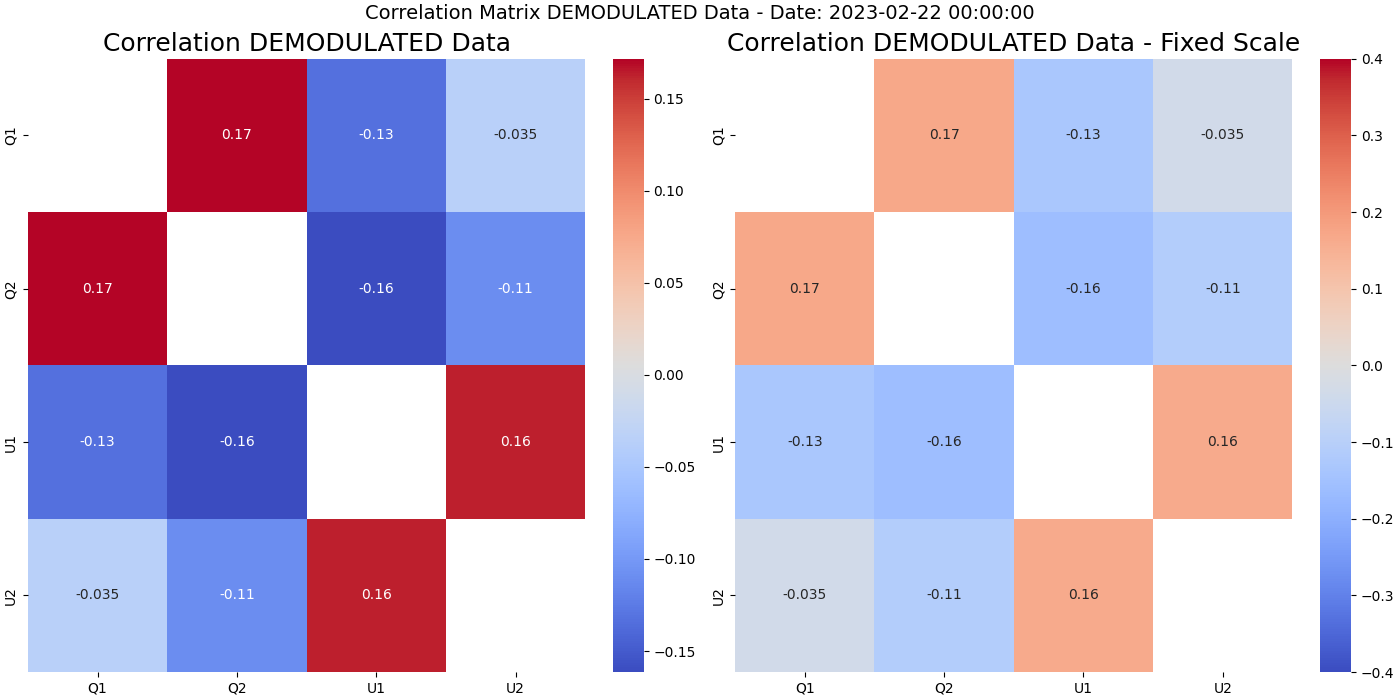 Correlation Matrix DEMODULATED Data - Date: 2023-02-22 00:00:00
Correlation DEMODULATED Data
Q1
0.17
-0.13
-0.035
Q2
0.17
-0.16
-0.11
U1
-0.13
-0.16
0.16
U2
-0.035
-0.11
0.16
Q1
Q2
U1
U2
0.15
0.10
0.05
0.00
−0.05
−0.10
−0.15
Correlation DEMODULATED Data - Fixed Scale
Q1
0.17
-0.13
-0.035
Q2
0.17
-0.16
-0.11
U1
-0.13
-0.16
0.16
U2
-0.035
-0.11
0.16
Q1
Q2
U1
U2
0.4
0.3
0.2
0.1
0.0
−0.1
−0.2
−0.3
−0.4